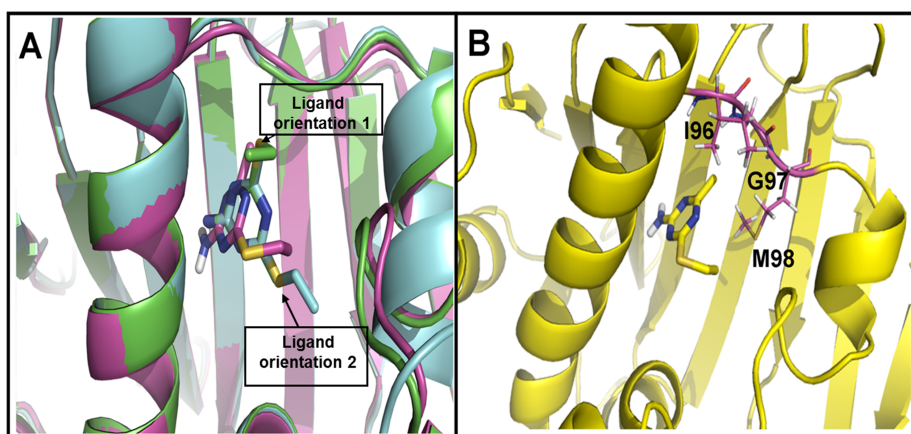 A
Ligand
orientation 1
Ligand
orientation 2
B
I96
G97
M98